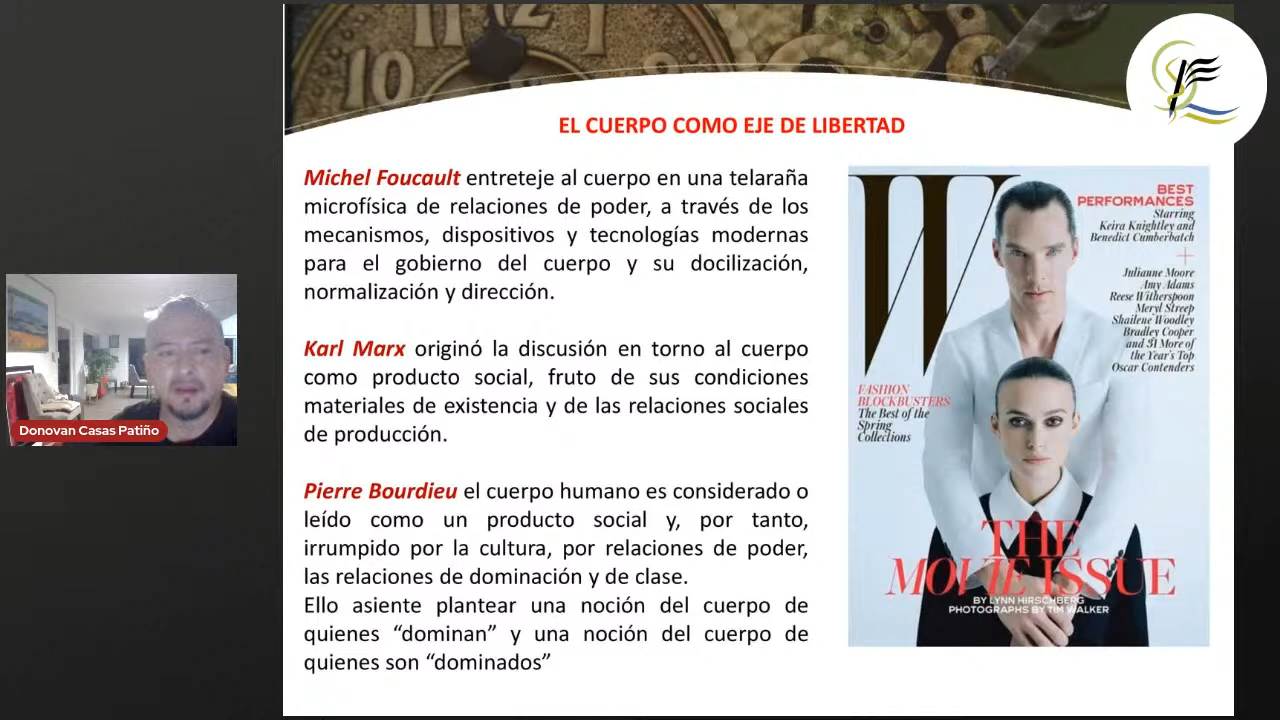 EL CUERPO COMO EJE DE LIBERTAD
Michel Foucault entreteje al cuerpo en una telaraña
microfísica de relaciones de poder, a través de los
mecanismos, dispositivos y tecnologías modernas
para el gobierno del cuerpo y su docilización,
normalización y dirección.
Karl Marx originó la discusión en torno al cuerpo
como producto social, fruto de sus condiciones
materiales de existencia y de las relaciones sociales
de producción.
Pierre Bourdieu el cuerpo humano es considerado o
leído como un producto social y, por tanto,
irrumpido por la cultura, por relaciones de poder,
las relaciones de dominación y de clase.
Ello asiente plantear una noción del cuerpo de
quienes “dominan” y una noción del cuerpo de
quienes son “dominados”
W
BEST
PERFORMANCES
Starring
Keira Knightley and
Benedict Cumberbatch
+
Julianne Moore
Amy Adams
Reese Witherspoon
Meryl Streep
Shailene Woodley
Bradley Cooper
and 31 More of
the Year's Top
Oscar Contenders
FASHION
BLOCKBUSTERS
The Best of the
Spring
Collections
THE
MOVIE ISSUE
BY LYNN HIRSCHBERG
PHOTOGRAPHS BY TIM WALKER
Donovan Casas Patiño
11 12 1
10